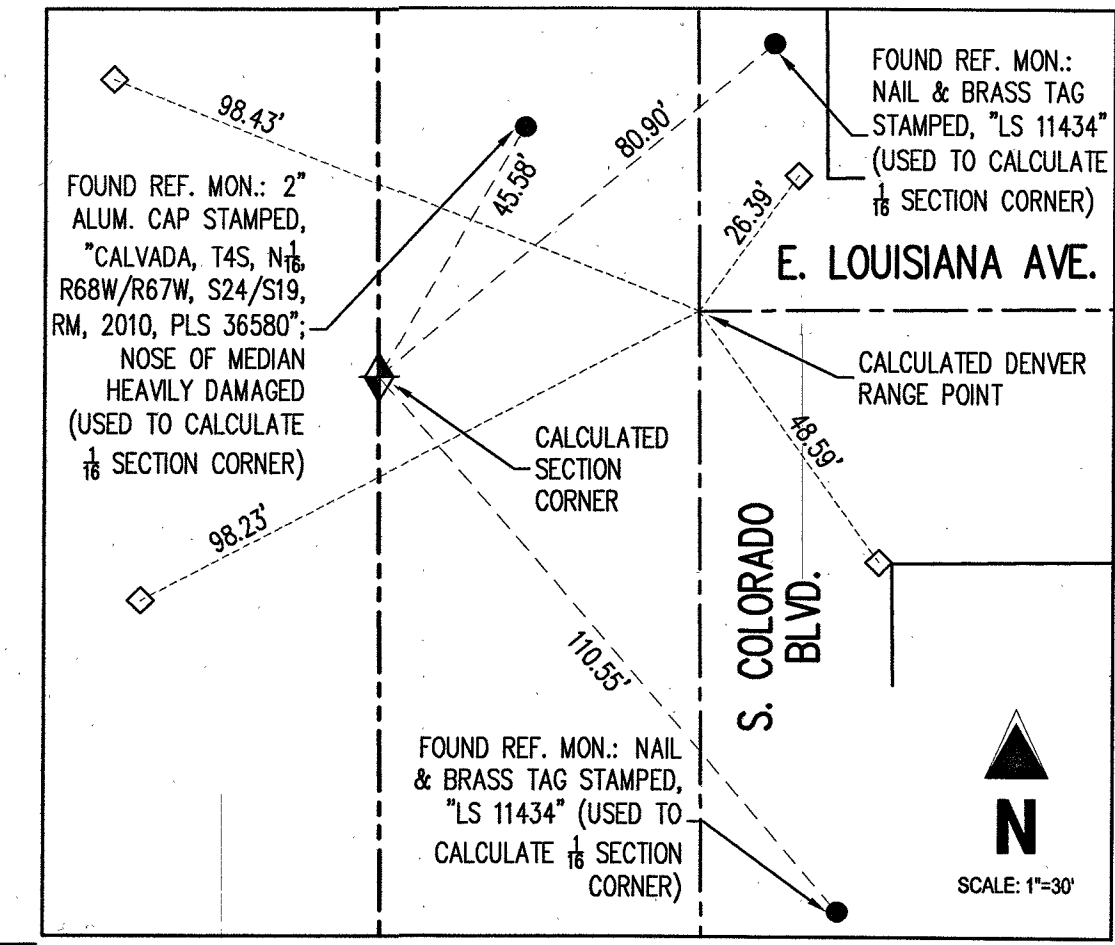 98.43'
45.58'
80.90'
FOUND REF. MON.:
NAIL & BRASS TAG
STAMPED, "LS 11434"
(USED TO CALCULATE
1/16 SECTION CORNER)
FOUND REF. MON.: 2"
ALUM. CAP STAMPED,
"CALVADA, T4S, N1/16,
R68W/R67W, S24/S19,
RM, 2010, PLS 36580";
NOSE OF MEDIAN
HEAVILY DAMAGED
(USED TO CALCULATE
1/16 SECTION CORNER)
26.39'
E. LOUISIANA AVE.
CALCULATED DENVER
RANGE POINT
CALCULATED
SECTION
CORNER
48.59'
98.23'
S. COLORADO
BLVD.
110.55'
FOUND REF. MON.: NAIL
& BRASS TAG STAMPED,
"LS 11434" (USED TO
CALCULATE 1/16 SECTION
CORNER)
N
SCALE: 1"=30'